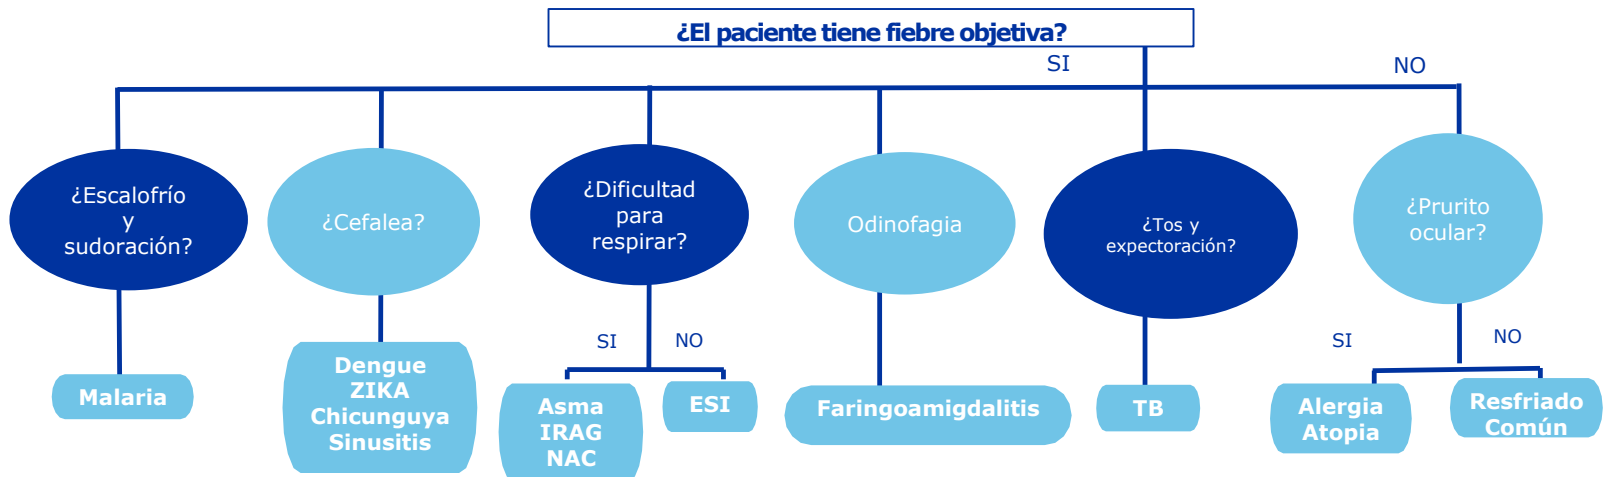 ¿El paciente tiene fiebre objetiva?
SI
NO
¿Escalofrío
y
sudoración?
¿Cefalea?
¿Dificultad
para
respirar?
Odinofagia
¿Tos y
expectoración?
¿Prurito
ocular?
SI
NO
SI
NO
Malaria
Dengue
ZIKA
Chicunguya
Sinusitis
Asma
IRAG
NAC
ESI
Faringoamigdalitis
TB
Alergia
Atopia
Resfriado
Común